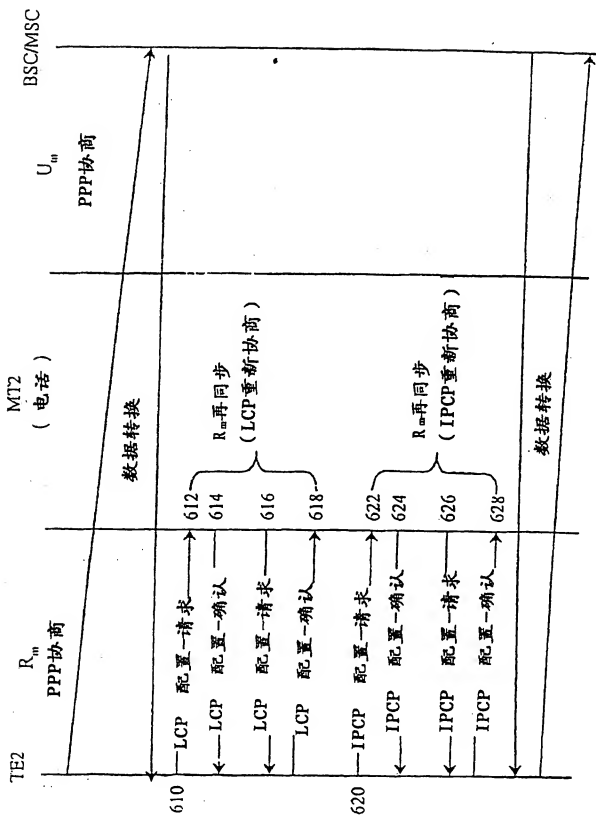 TE2
R_m
PPP协商
MT2
(电话)
U_m
PPP协商
BSC/MSC
数据转换
610
LCP 配置-请求
612
LCP 配置-确认
614
LCP 配置-请求
616
LCP 配置-确认
618
R_m再同步
(LCP重新协商)
620
IPCP 配置-请求
622
IPCP 配置-确认
624
IPCP 配置-请求
626
IPCP 配置-确认
628
R_m再同步
(IPCP重新协商)
数据转换